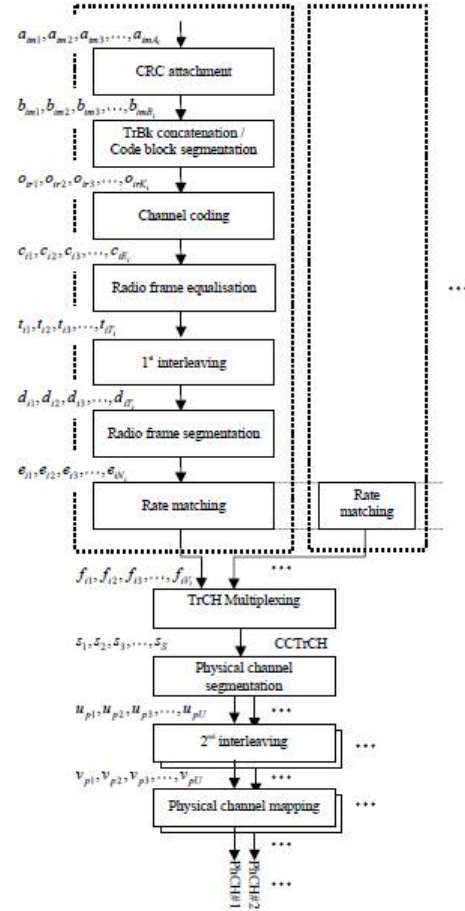 a_im1, a_im2, a_im3, ..., a_imA_i
CRC attachment
b_im1, b_im2, b_im3, ..., b_imB_i
TrBk concatenation /
Code block segmentation
o_ir1, o_ir2, o_ir3, ..., o_irK_i
Channel coding
c_i1, c_i2, c_i3, ..., c_iE_i
Radio frame equalisation
t_i1, t_i2, t_i3, ..., t_iT_i
1st interleaving
d_i1, d_i2, d_i3, ..., d_iT_i
Radio frame segmentation
e_i1, e_i2, e_i3, ..., e_iN_i
Rate matching
Rate
matching
...
f_i1, f_i2, f_i3, ..., f_iV_i
...
TrCH Multiplexing
s_1, s_2, s_3, ..., s_S
CCTrCH
Physical channel
segmentation
u_p1, u_p2, u_p3, ..., u_pU
...
2nd interleaving
...
v_p1, v_p2, v_p3, ..., v_pU
...
Physical channel mapping
...
...
PhCH#1
PhCH#2
...